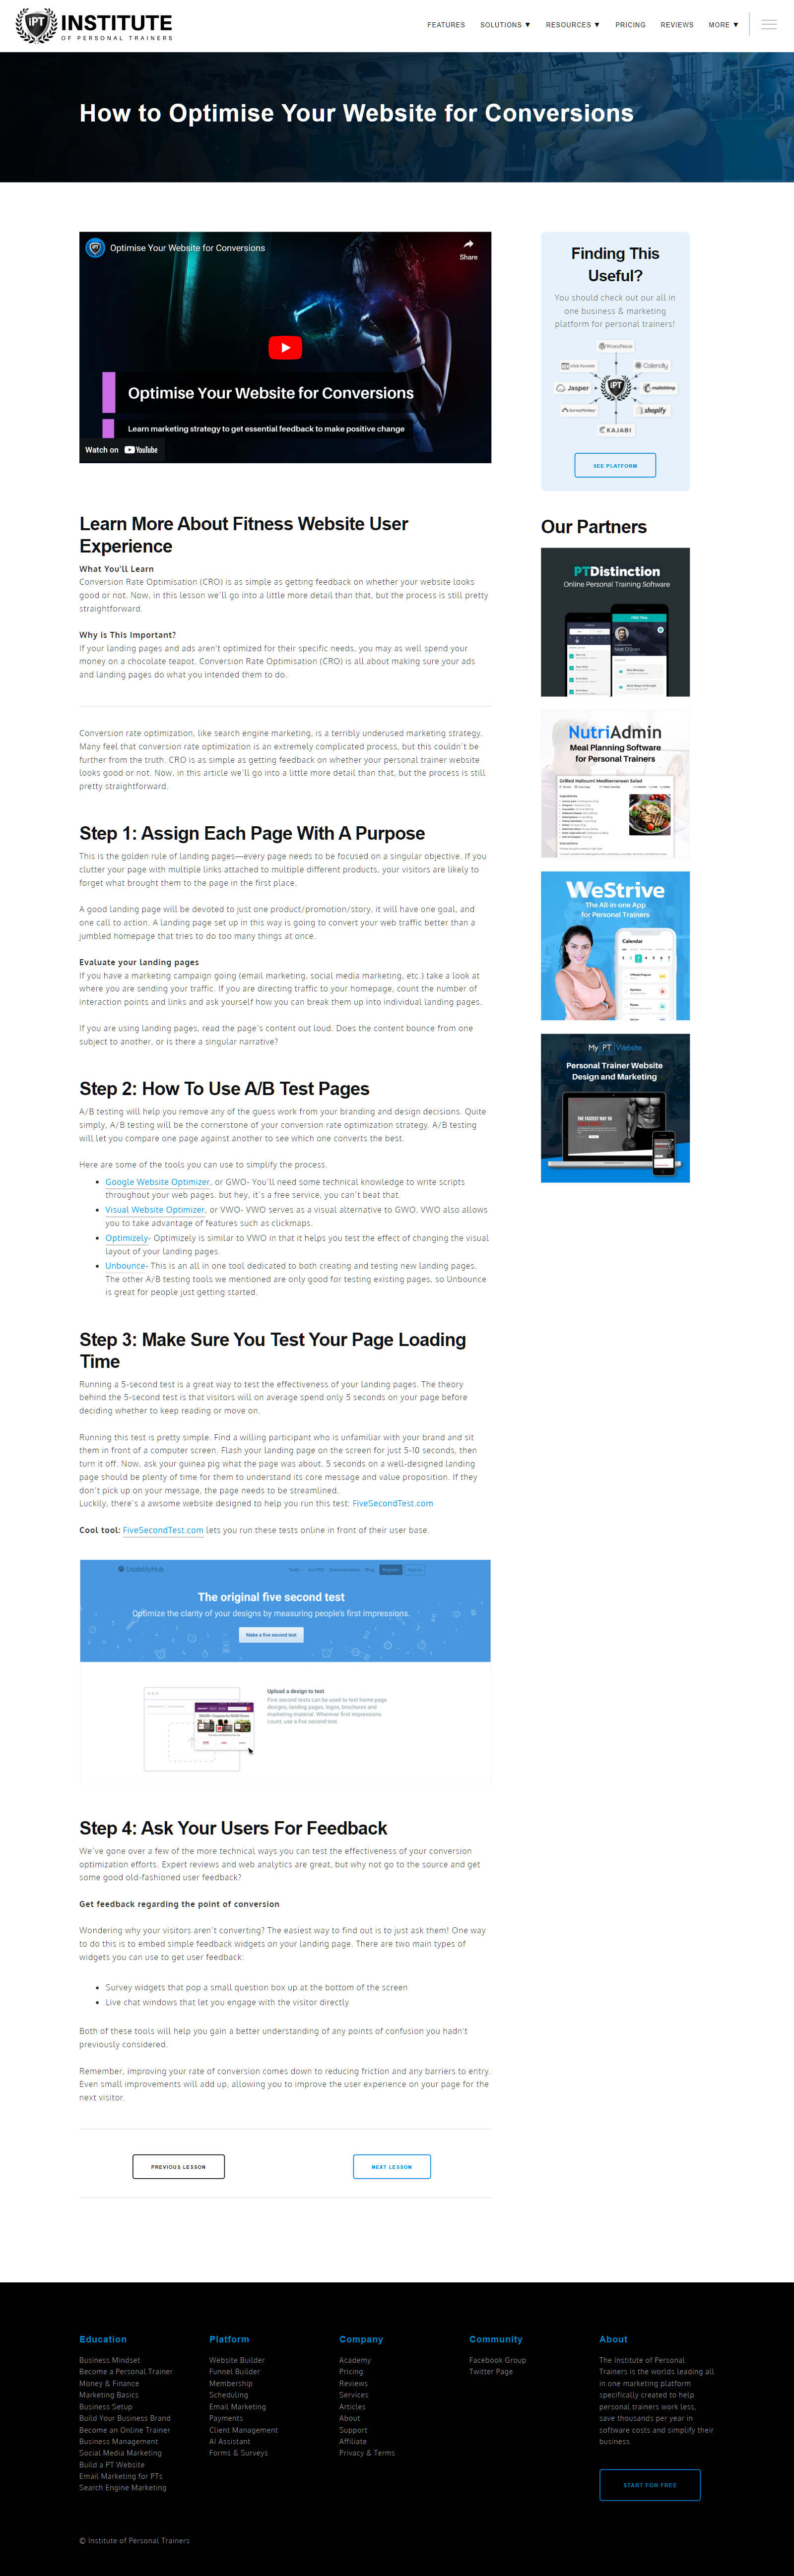 iPT INSTITUTE
OF PERSONAL TRAINERS
FEATURES SOLUTIONS ▼ RESOURCES ▼ PRICING REVIEWS MORE ▼
How to Optimise Your Website for Conversions
Optimise Your Website for Conversions
Share
Optimise Your Website for Conversions
Learn marketing strategy to get essential feedback to make positive change
Watch on YouTube
Learn More About Fitness Website User
Experience
What You'll Learn
Conversion Rate Optimisation (CRO) is as simple as getting feedback on whether your website looks
good or not. Now, in this lesson we'll go into a little more detail than that, but the process is still pretty
straightforward.
Why is This Important?
If your landing pages and ads aren't optimized for their specific needs, you may as well spend your
money on a chocolate teapot. Conversion Rate Optimisation (CRO) is all about making sure your ads
and landing pages do what you intended them to do.
Conversion rate optimization, like search engine marketing, is a terribly underused marketing strategy.
Many feel that conversion rate optimization is an extremely complicated process, but this couldn't be
further from the truth. CRO is as simple as getting feedback on whether your personal trainer website
looks good or not. Now, in this article we'll go into a little more detail than that, but the process is still
pretty straightforward.
Step 1: Assign Each Page With A Purpose
This is the golden rule of landing pages—every page needs to be focused on a singular objective. If you
clutter your page with multiple links attached to multiple different products, your visitors are likely to
forget what brought them to the page in the first place.
A good landing page will be devoted to just one product/promotion/story, it will have one goal, and
one call to action. A landing page set up in this way is going to convert your web traffic better than a
jumbled homepage that tries to do too many things at once.
Evaluate your landing pages
If you have a marketing campaign going (email marketing, social media marketing, etc.) take a look at
where you are sending your traffic. If you are directing traffic to your homepage, count the number of
interaction points and links and ask yourself how you can break them up into individual landing pages.
If you are using landing pages, read the page's content out loud. Does the content bounce from one
subject to another, or is there a singular narrative?
Step 2: How To Use A/B Test Pages
A/B testing will help you remove any of the guess work from your branding and design decisions. Quite
simply, A/B testing will be the cornerstone of your conversion rate optimization strategy. A/B testing
will let you compare one page against another to see which one converts the best.
Here are some of the tools you can use to simplify the process.
• Google Website Optimizer, or GWO- You'll need some technical knowledge to write scripts
throughout your web pages. but hey, it's a free service, you can't beat that.
• Visual Website Optimizer, or VWO- VWO serves as a visual alternative to GWO. VWO also allows
you to take advantage of features such as clickmaps.
• Optimizely- Optimizely is similar to VWO in that it helps you test the effect of changing the visual
layout of your landing pages.
• Unbounce- This is an all in one tool dedicated to both creating and testing new landing pages.
The other A/B testing tools we mentioned are only good for testing existing pages, so Unbounce
is great for people just getting started.
Step 3: Make Sure You Test Your Page Loading
Time
Running a 5-second test is a great way to test the effectiveness of your landing pages. The theory
behind the 5-second test is that visitors will on average spend only 5 seconds on your page before
deciding whether to keep reading or move on.
Running this test is pretty simple. Find a willing participant who is unfamiliar with your brand and sit
them in front of a computer screen. Flash your landing page on the screen for just 5-10 seconds, then
turn it off. Now, ask your guinea pig what the page was about. 5 seconds on a well-designed landing
page should be plenty of time for them to understand its core message and value proposition. If they
don't pick up on your message, the page needs to be streamlined.
Luckily, there's a awsome website designed to help you run this test: FiveSecondTest.com
Cool tool: FiveSecondTest.com lets you run these tests online in front of their user base.
UsabilityHub
Register Sign in
The original five second test
Optimize the clarity of your designs by measuring people's first impressions.
Make a five second test
Upload a design to test
Five second tests can be used to test home page
designs, landing pages, logos, brochures and
marketing material. Wherever first impressions
count, use a five second test.
Step 4: Ask Your Users For Feedback
We've gone over a few of the more technical ways you can test the effectiveness of your conversion
optimization efforts. Expert reviews and web analytics are great, but why not go to the source and get
some good old-fashioned user feedback?
Get feedback regarding the point of conversion
Wondering why your visitors aren't converting? The easiest way to find out is to just ask them! One way
to do this is to embed simple feedback widgets on your landing page. There are two main types of
widgets you can use to get user feedback:
• Survey widgets that pop a small question box up at the bottom of the screen
• Live chat windows that let you engage with the visitor directly
Both of these tools will help you gain a better understanding of any points of confusion you hadn't
previously considered.
Remember, improving your rate of conversion comes down to reducing friction and any barriers to entry.
Even small improvements will add up, allowing you to improve the user experience on your page for the
next visitor.
PREVIOUS LESSON NEXT LESSON
Finding This
Useful?
You should check out our all in
one business & marketing
platform for personal trainers!
WordPress
click funnels
Calendly
Jasper
iPT
mailchimp
SurveyMonkey
shopify
KAJABI
SEE PLATFORM
Our Partners
PTDistinction
Online Personal Training Software
NutriAdmin
Meal Planning Software
for Personal Trainers
Grilled Halloumi Mediterranean Salad
Ingredients
Instructions
WeStrive
The All-in-one App
for Personal Trainers
Calendar
My PT Website
Personal Trainer Website
Design and Marketing
Education
Business Mindset
Become a Personal Trainer
Money & Finance
Marketing Basics
Business Setup
Build Your Business Brand
Become an Online Trainer
Business Management
Social Media Marketing
Build a PT Website
Email Marketing for PTs
Search Engine Marketing
Platform
Website Builder
Funnel Builder
Membership
Scheduling
Email Marketing
Payments
Client Management
AI Assistant
Forms & Surveys
Company
Academy
Pricing
Reviews
Services
Articles
About
Support
Affiliate
Privacy & Terms
Community
Facebook Group
Twitter Page
About
The Institute of Personal
Trainers is the worlds leading all
in one marketing platform
specifically created to help
personal trainers work less,
save thousands per year in
software costs and simplify their
business.
START FOR FREE
© Institute of Personal Trainers